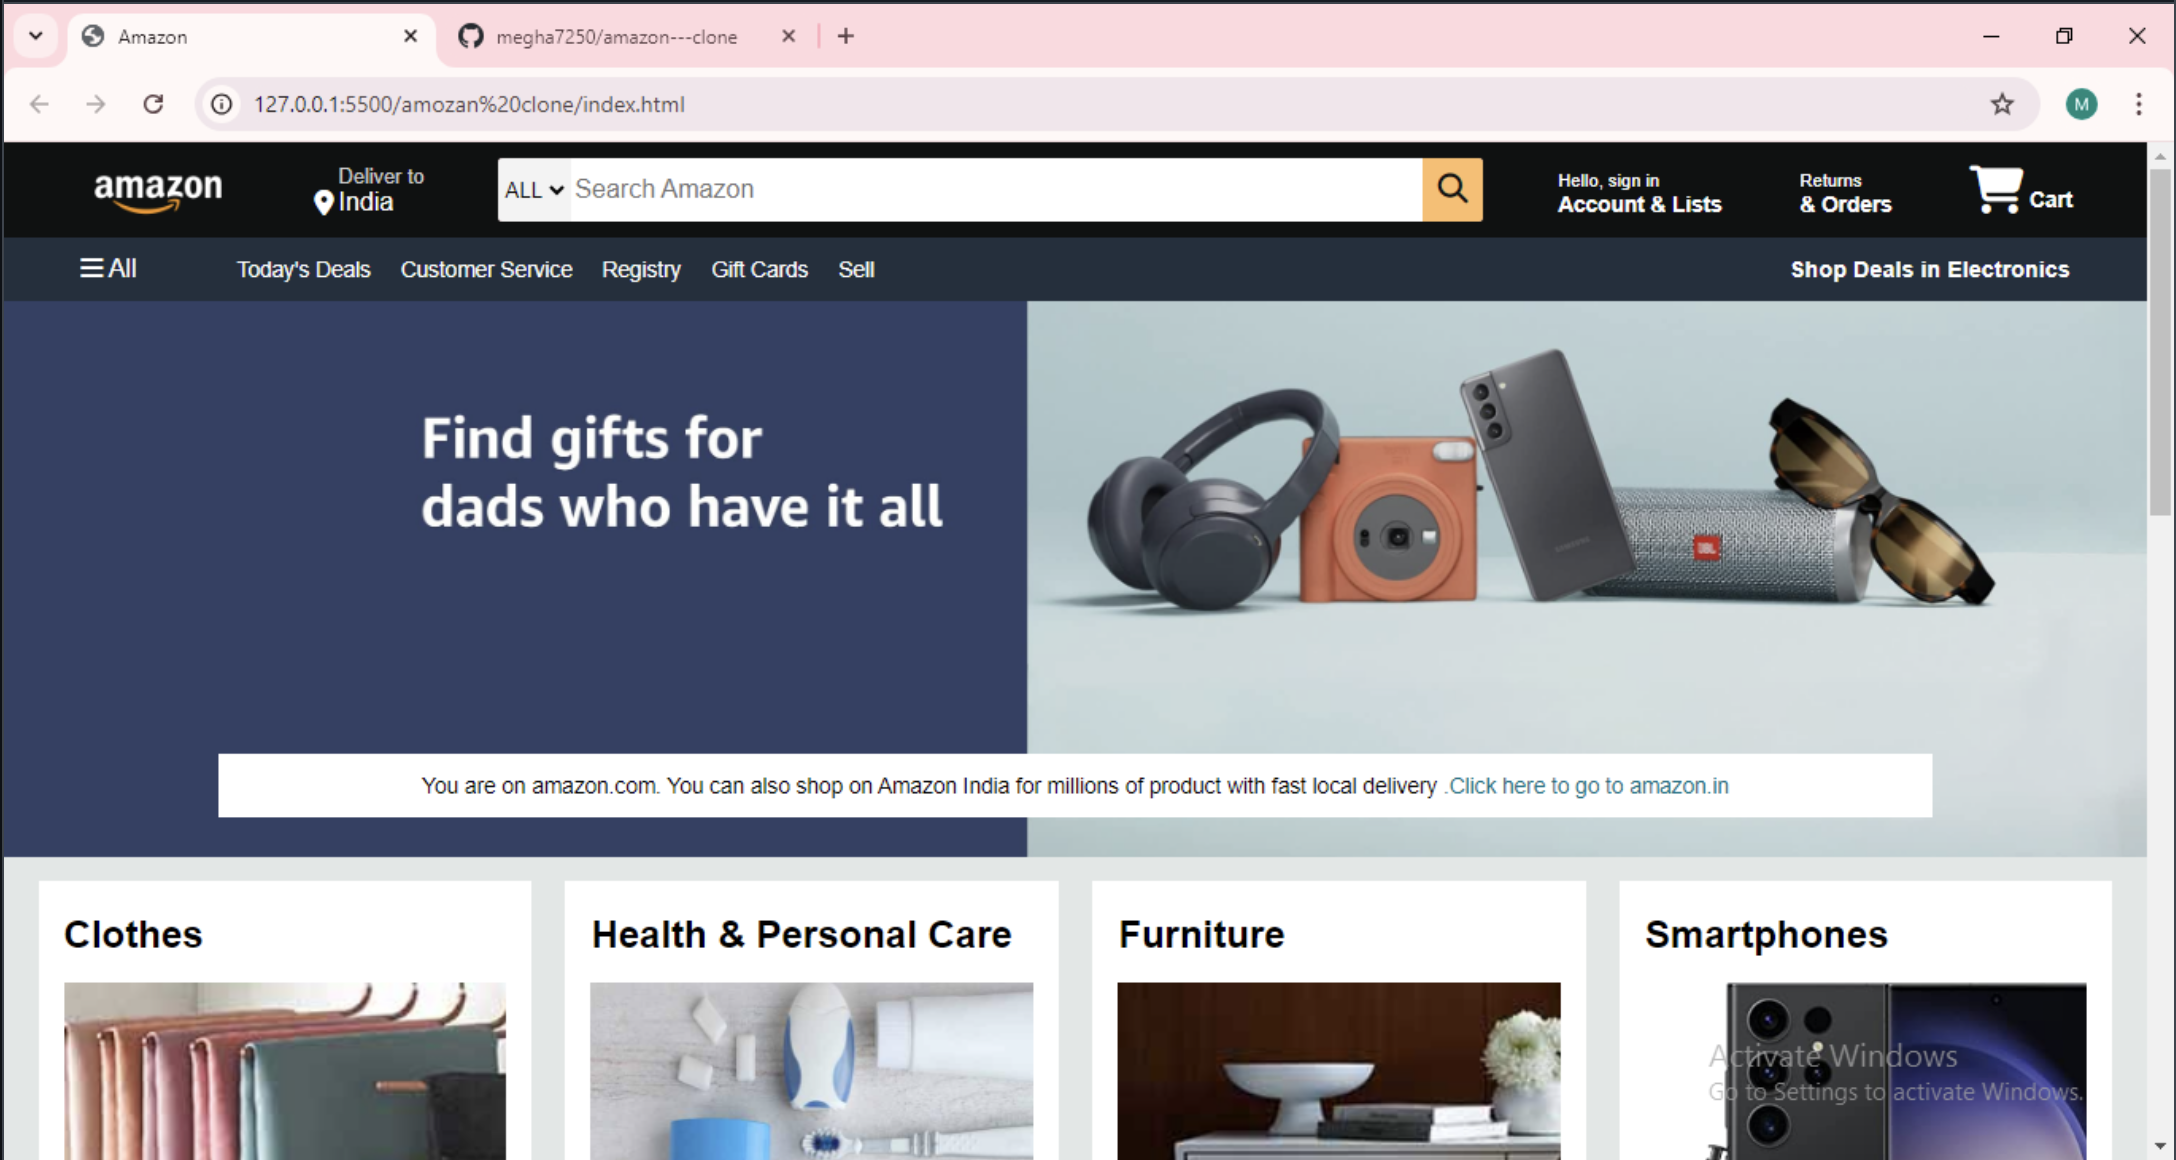 Amazon
megha7250/amazon---clone
127.0.0.1:5500/amozan%20clone/index.html
M
amazon
Deliver to
India
ALL
Search Amazon
Hello, sign in
Account & Lists
Returns
& Orders
Cart
All
Today's Deals
Customer Service
Registry
Gift Cards
Sell
Shop Deals in Electronics
Find gifts for
dads who have it all
SAMSUNG
JBL
You are on amazon.com. You can also shop on Amazon India for millions of product with fast local delivery .Click here to go to amazon.in
Clothes
Health & Personal Care
Furniture
Smartphones
Activate Windows
Go to Settings to activate Windows.